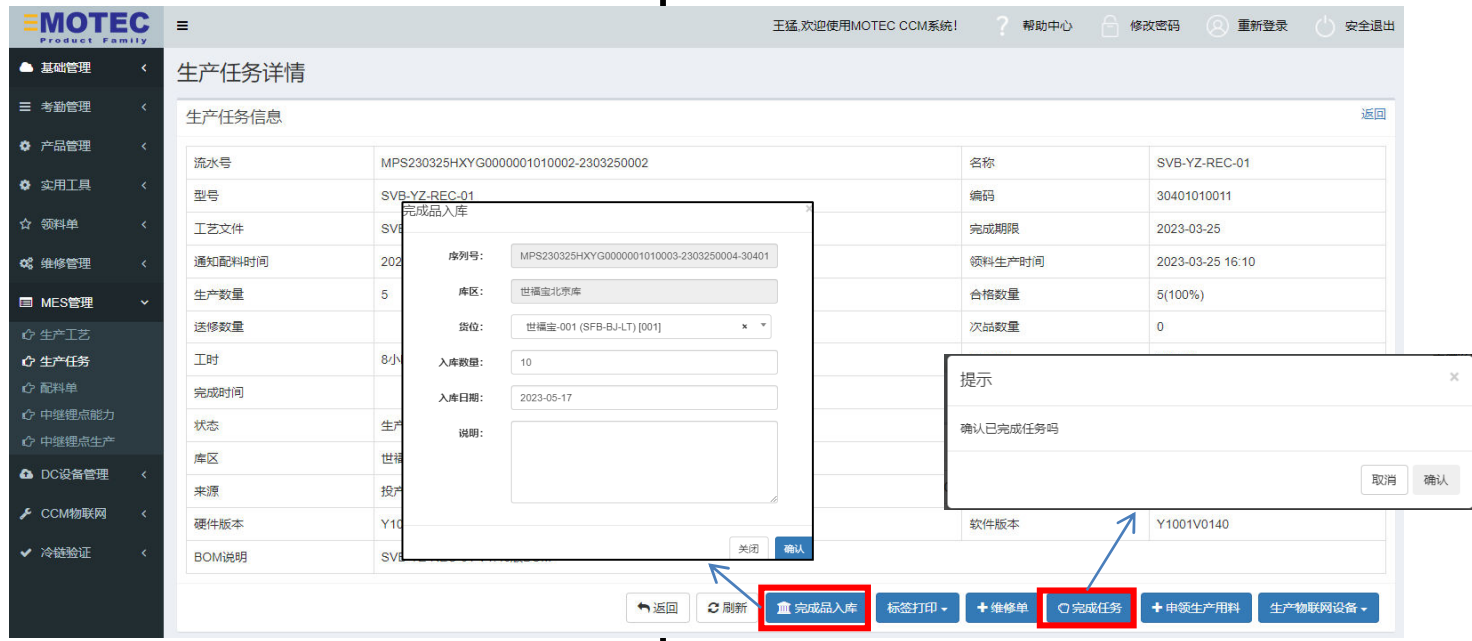 EMOTEC
Product Family
王猛,欢迎使用MOTEC CCM系统!
帮助中心
修改密码
重新登录
安全退出
基础管理
考勤管理
产品管理
实用工具
领料单
维修管理
MES管理
生产工艺
生产任务
配料单
中继锂点能力
中继锂点生产
DC设备管理
CCM物联网
冷链验证
生产任务详情
生产任务信息
返回
流水号 MPS230325HXYG0000001010002-2303250002 名称 SVB-YZ-REC-01
型号 SVB-YZ-REC-01 编码 30401010011
工艺文件 完成期限 2023-03-25
通知配料时间 202 领料生产时间 2023-03-25 16:10
生产数量 5 合格数量 5(100%)
送修数量 次品数量 0
工时 8小
完成时间
状态 生产
库区 世福
来源 投产
硬件版本 Y10 软件版本 Y1001V0140
BOM说明
完成品入库 ×
序列号: MPS230325HXYG0000001010003-2303250004-30401
库区: 世福宝北京库
货位: 世福宝-001 (SFB-BJ-LT) [001] ×
入库数量: 10
入库日期: 2023-05-17
说明:
关闭 确认
提示 ×
确认已完成任务吗
取消 确认
返回 刷新 完成品入库 标签打印 维修单 完成任务 申领生产用料 生产物联网设备